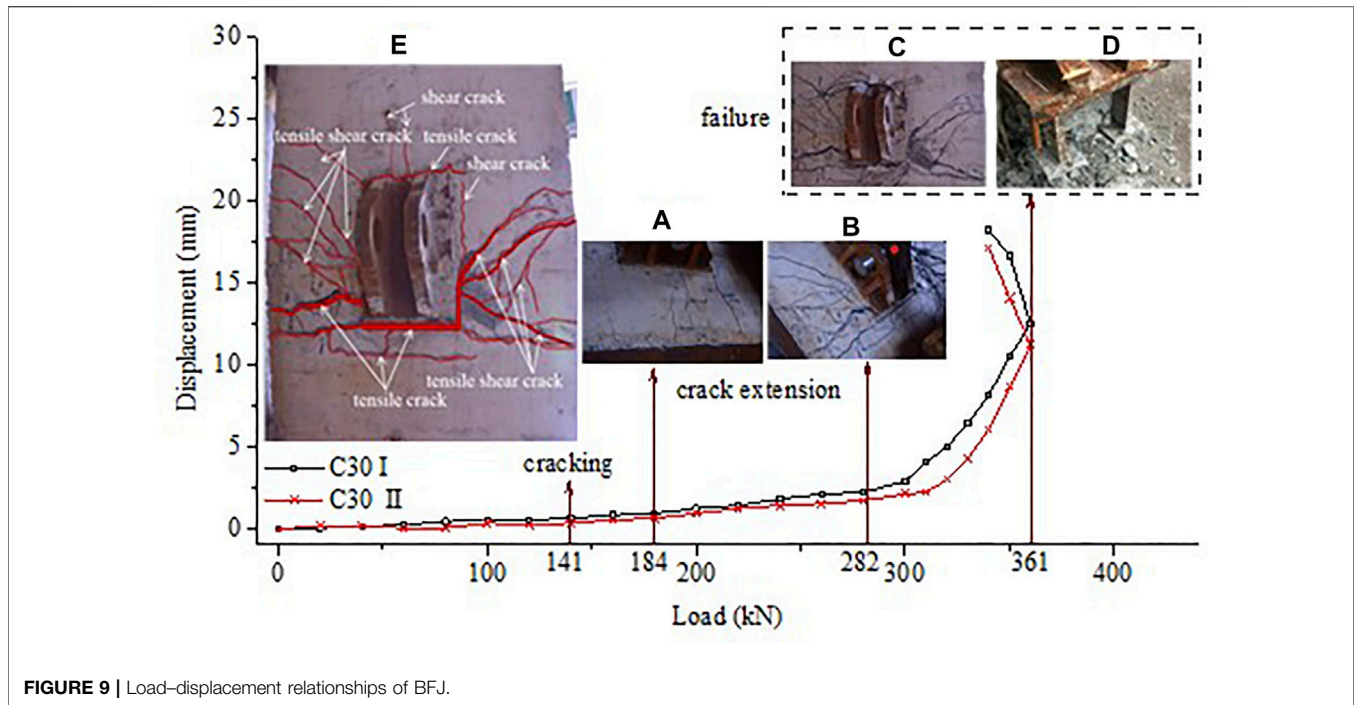 30
25
20
15
10
5
0
Displacement (mm)
E
shear crack
tensile shear crack
tensile crack
shear crack
tensile shear crack
tensile crack
A
B
crack extension
C
D
failure
cracking
C30 I
C30 II
0
100
141
184
200
282
300
361
400
Load (kN)
FIGURE 9 | Load–displacement relationships of BFJ.